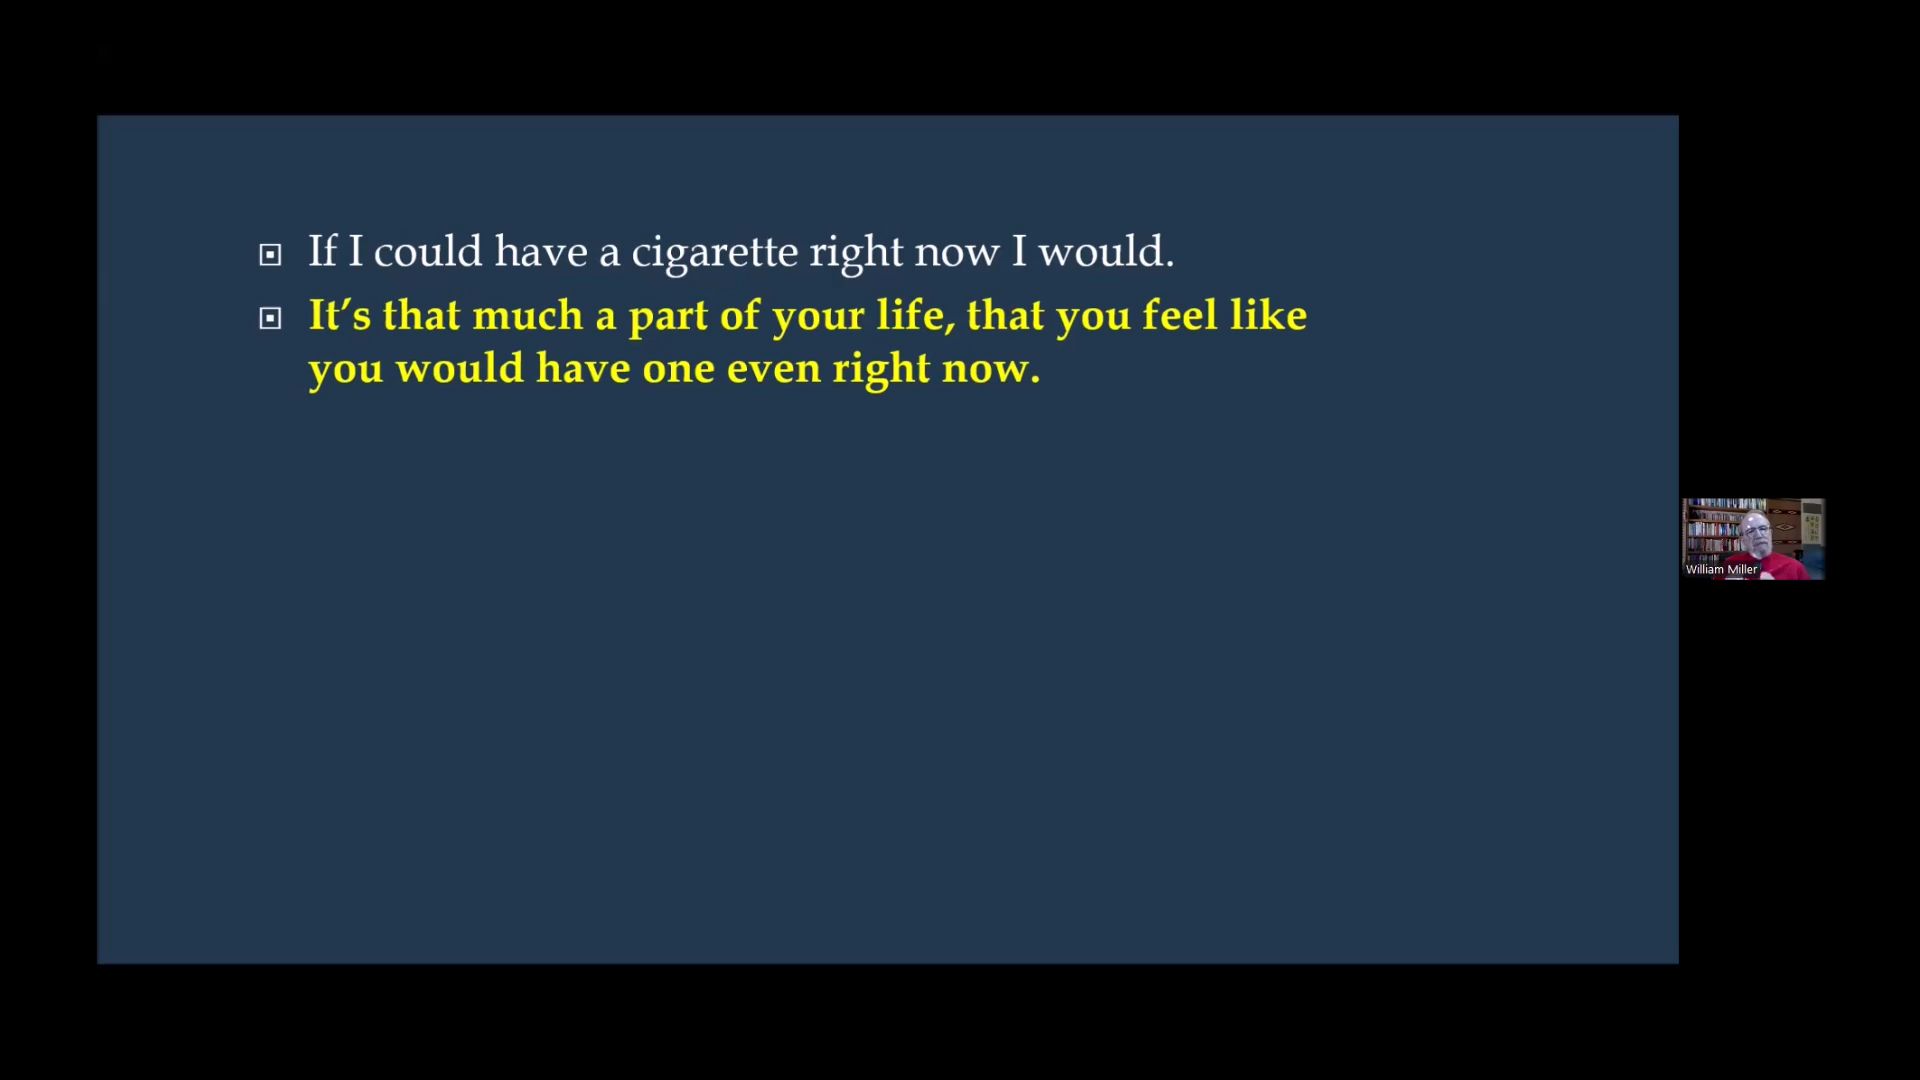 If I could have a cigarette right now I would.
It’s that much a part of your life, that you feel like
you would have one even right now.
William Miller